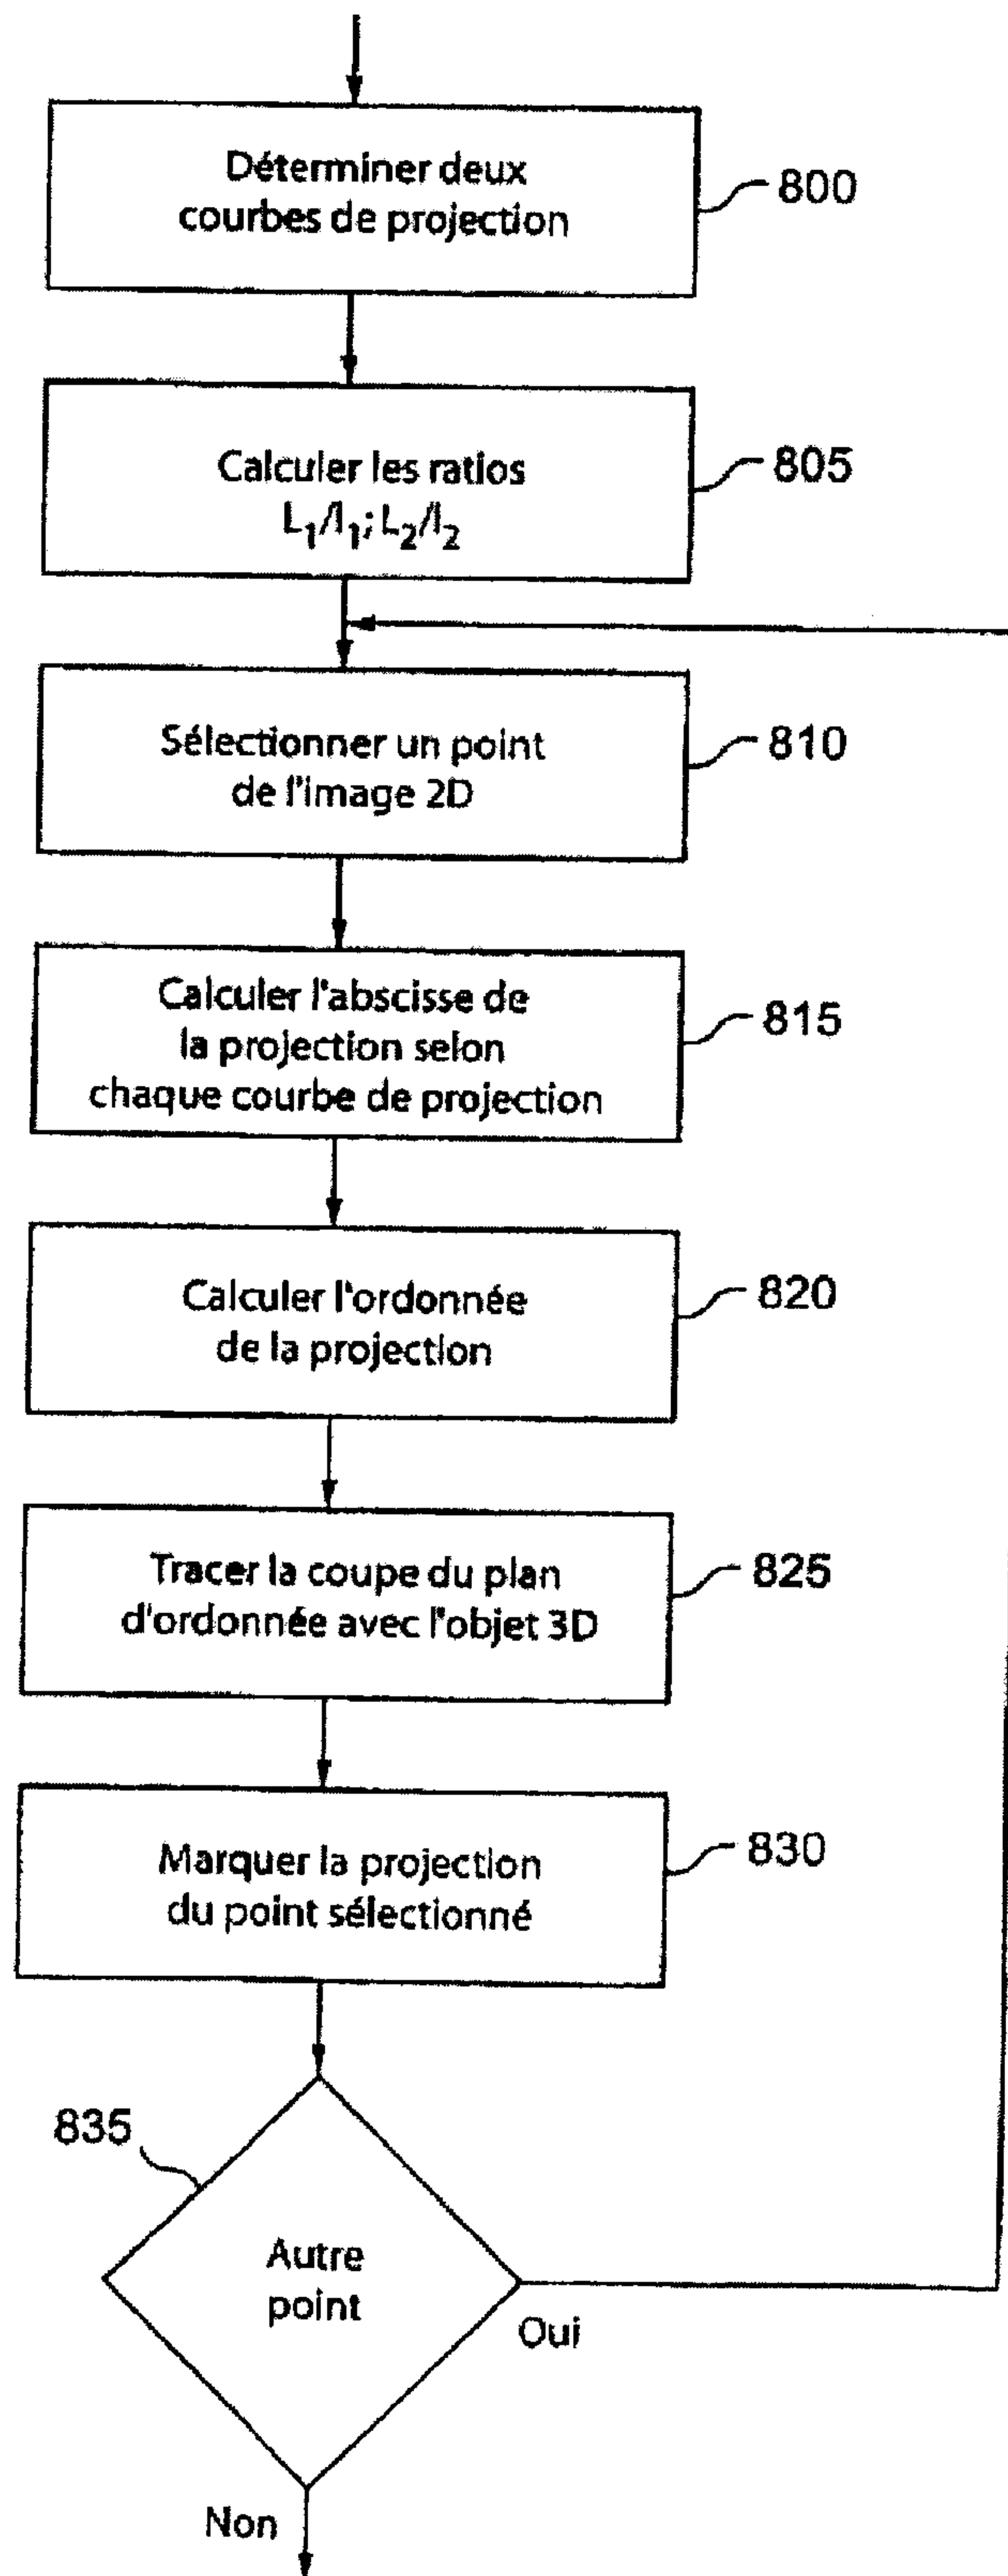 Déterminer deux
courbes de projection
800
Calculer les ratios
L₁/l₁; L₂/l₂
805
Sélectionner un point
de l'image 2D
810
Calculer l'abscisse de
la projection selon
chaque courbe de projection
815
Calculer l'ordonnée
de la projection
820
Tracer la coupe du plan
d'ordonnée avec l'objet 3D
825
Marquer la projection
du point sélectionné
830
835
Autre
point
Oui
Non